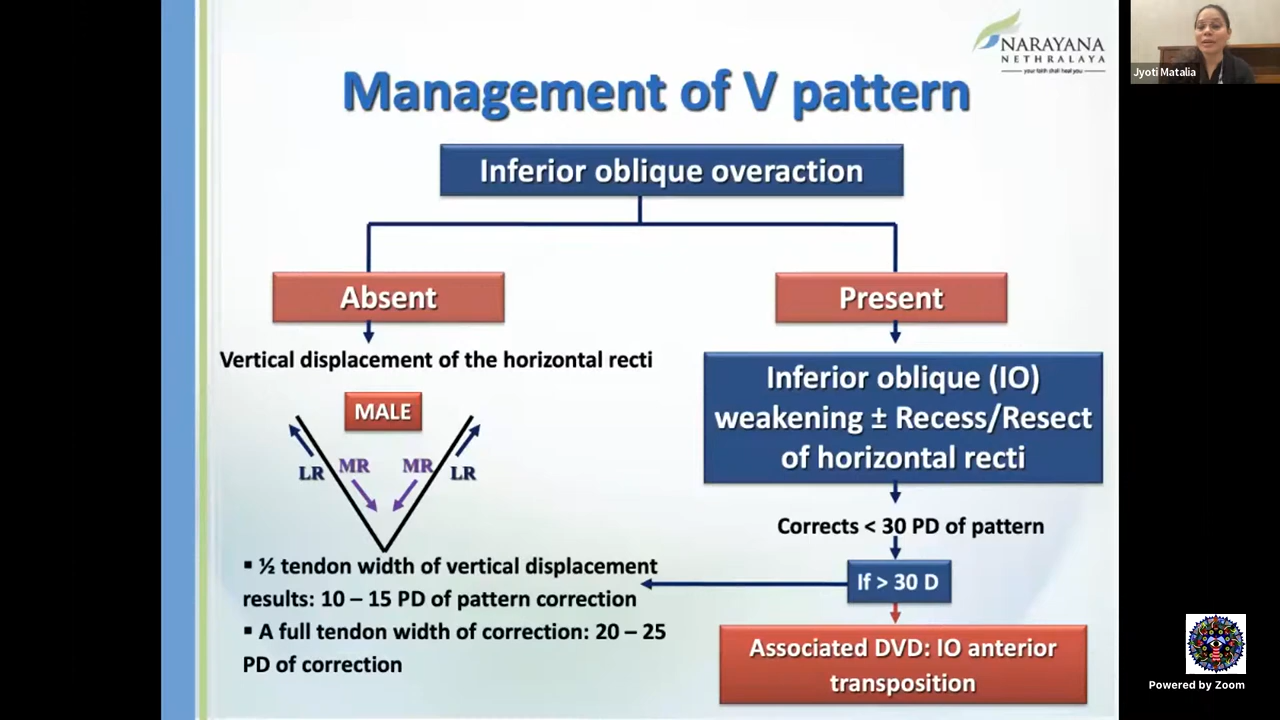 NARAYANA
NETHRALAYA
your faith shall heal you
Jyoti Matalia
Management of V pattern
Inferior oblique overaction
Absent
Present
Vertical displacement of the horizontal recti
MALE
LR
MR
MR
LR
▪ ½ tendon width of vertical displacement
results: 10 – 15 PD of pattern correction
▪ A full tendon width of correction: 20 – 25
PD of correction
Inferior oblique (IO)
weakening ± Recess/Resect
of horizontal recti
Corrects < 30 PD of pattern
If > 30 D
Associated DVD: IO anterior
transposition
Powered by Zoom